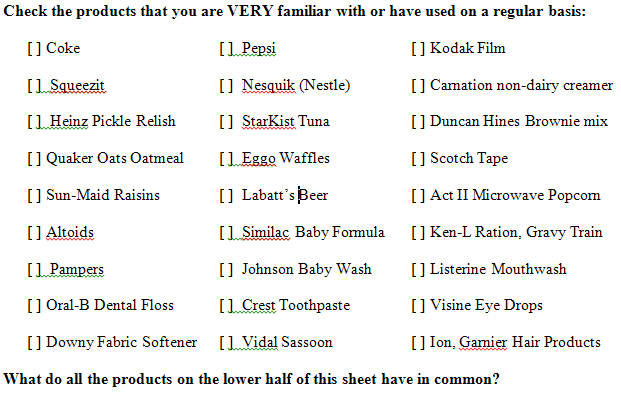 Check the products that you are VERY familiar with or have used on a regular basis:
[ ] Coke [ ] Pepsi [ ] Kodak Film
[ ] Squeezit [ ] Nesquik (Nestle) [ ] Carnation non-dairy creamer
[ ] Heinz Pickle Relish [ ] StarKist Tuna [ ] Duncan Hines Brownie mix
[ ] Quaker Oats Oatmeal [ ] Eggo Waffles [ ] Scotch Tape
[ ] Sun-Maid Raisins [ ] Labatt’s Beer [ ] Act II Microwave Popcorn
[ ] Altoids [ ] Similac Baby Formula [ ] Ken-L Ration, Gravy Train
[ ] Pampers [ ] Johnson Baby Wash [ ] Listerine Mouthwash
[ ] Oral-B Dental Floss [ ] Crest Toothpaste [ ] Visine Eye Drops
[ ] Downy Fabric Softener [ ] Vidal Sassoon [ ] Ion, Garnier Hair Products
What do all the products on the lower half of this sheet have in common?